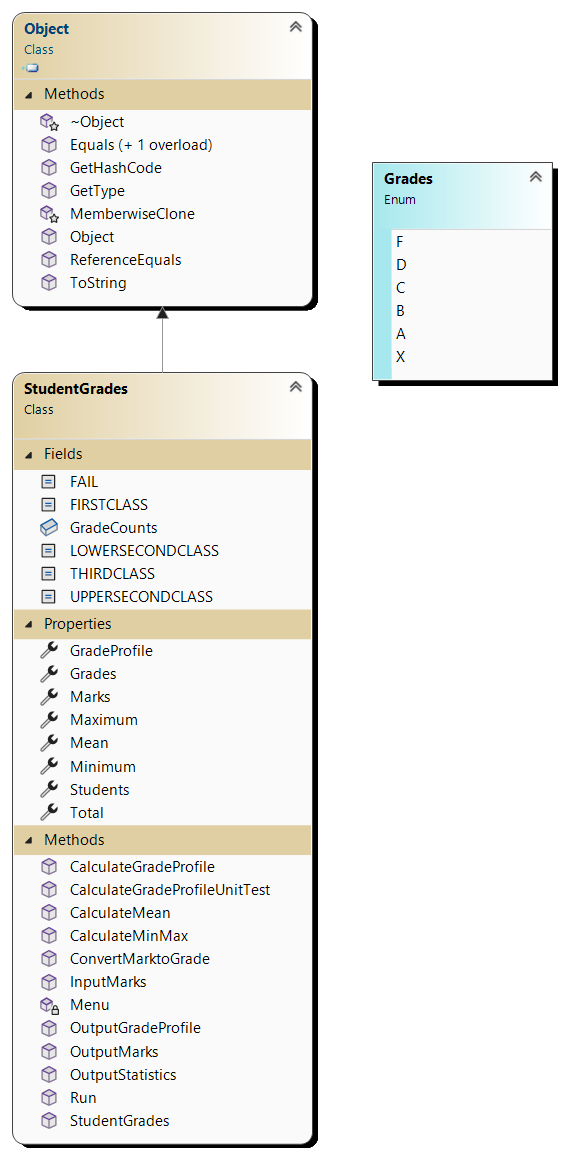 Object
Class
Methods
~Object
Equals (+ 1 overload)
GetHashCode
GetType
MemberwiseClone
Object
ReferenceEquals
ToString
Grades
Enum
F
D
C
B
A
X
StudentGrades
Class
Fields
FAIL
FIRSTCLASS
GradeCounts
LOWERSECONDCLASS
THIRDCLASS
UPPERSECONDCLASS
Properties
GradeProfile
Grades
Marks
Maximum
Mean
Minimum
Students
Total
Methods
CalculateGradeProfile
CalculateGradeProfileUnitTest
CalculateMean
CalculateMinMax
ConvertMarktoGrade
InputMarks
Menu
OutputGradeProfile
OutputMarks
OutputStatistics
Run
StudentGrades